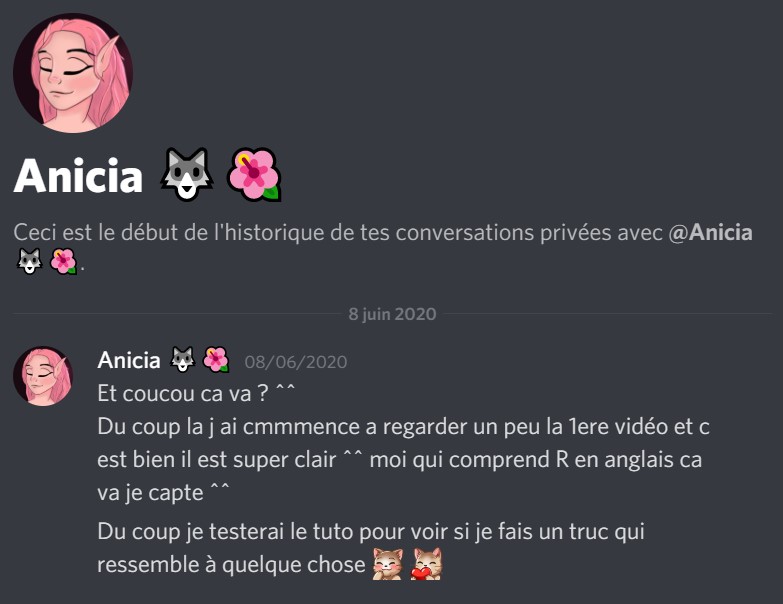 Anicia 🐺 🌺
Ceci est le début de l'historique de tes conversations privées avec @Anicia
🐺 🌺.
8 juin 2020
Anicia 🐺 🌺 08/06/2020
Et coucou ca va ? ^^
Du coup la j ai cmmmence a regarder un peu la 1ere vidéo et c
est bien il est super clair ^^ moi qui comprend R en anglais ca
va je capte ^^
Du coup je testerai le tuto pour voir si je fais un truc qui
ressemble à quelque chose